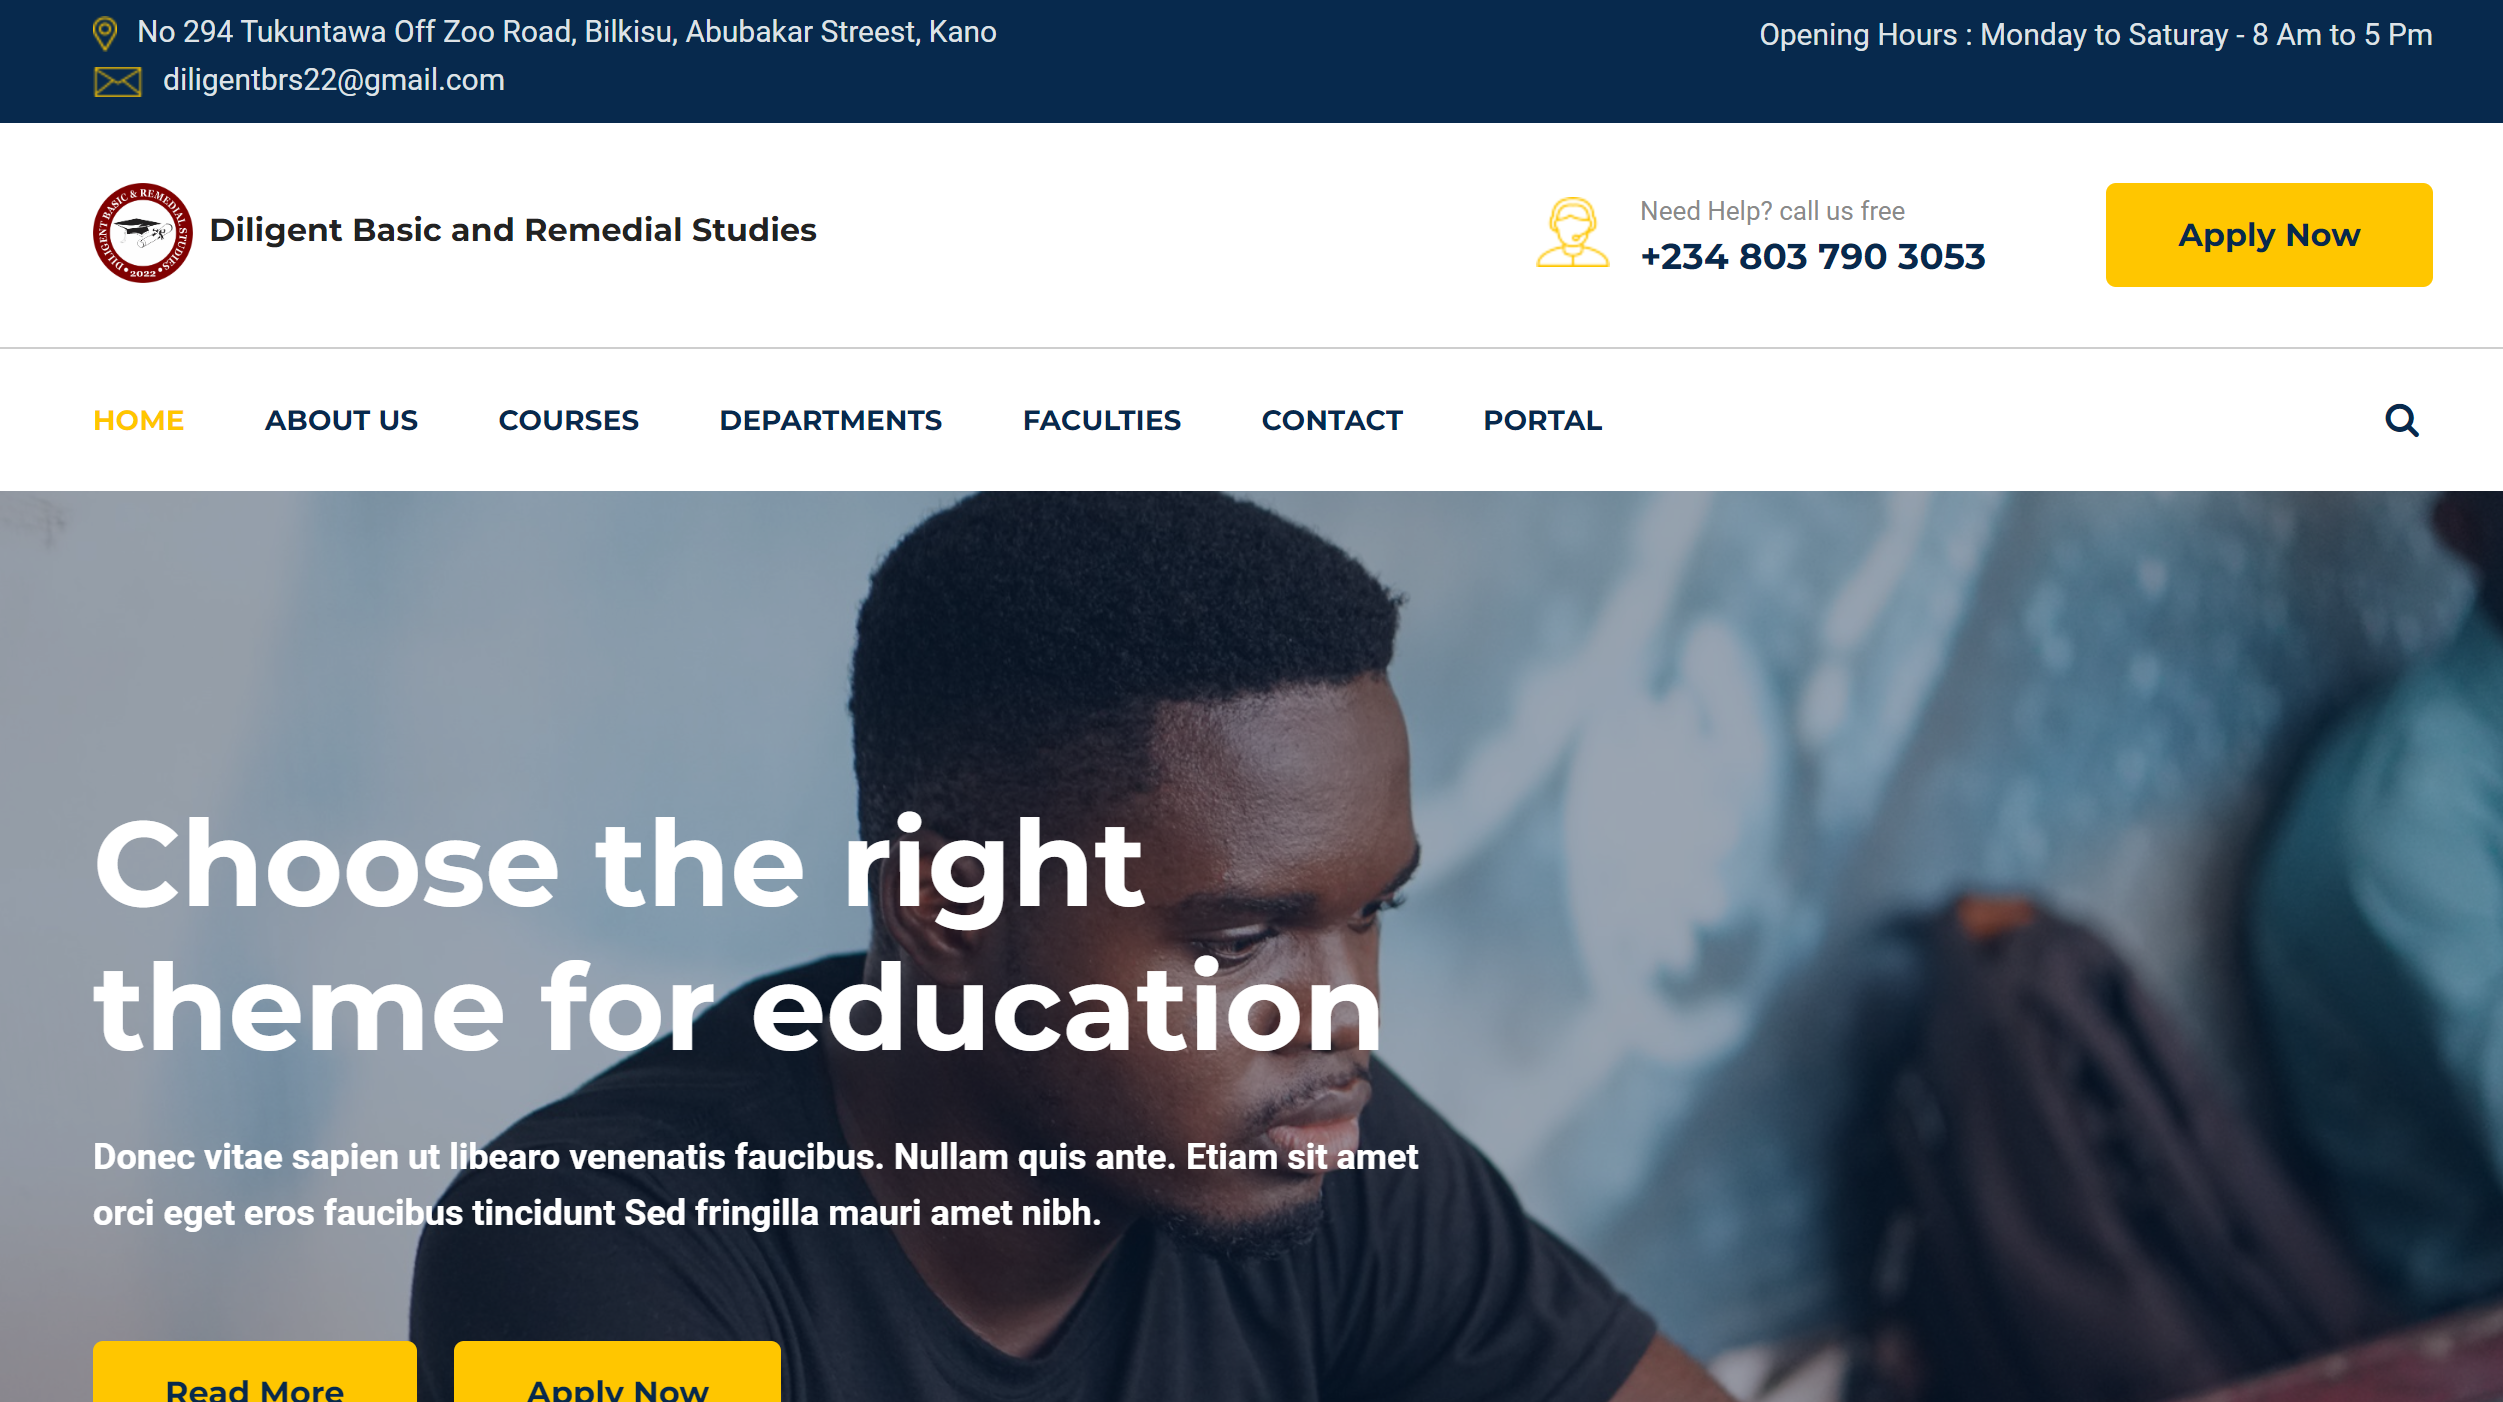 No 294 Tukuntawa Off Zoo Road, Bilkisu, Abubakar Streest, Kano
diligentbrs22@gmail.com
Opening Hours : Monday to Saturay - 8 Am to 5 Pm
DILIGENT BASIC & REMEDIAL STUDIES
2022
Diligent Basic and Remedial Studies
Need Help? call us free
+234 803 790 3053
Apply Now
HOME ABOUT US COURSES DEPARTMENTS FACULTIES CONTACT PORTAL
Choose the right
theme for education
Donec vitae sapien ut libearo venenatis faucibus. Nullam quis ante. Etiam sit amet
orci eget eros faucibus tincidunt Sed fringilla mauri amet nibh.
Read More Apply Now